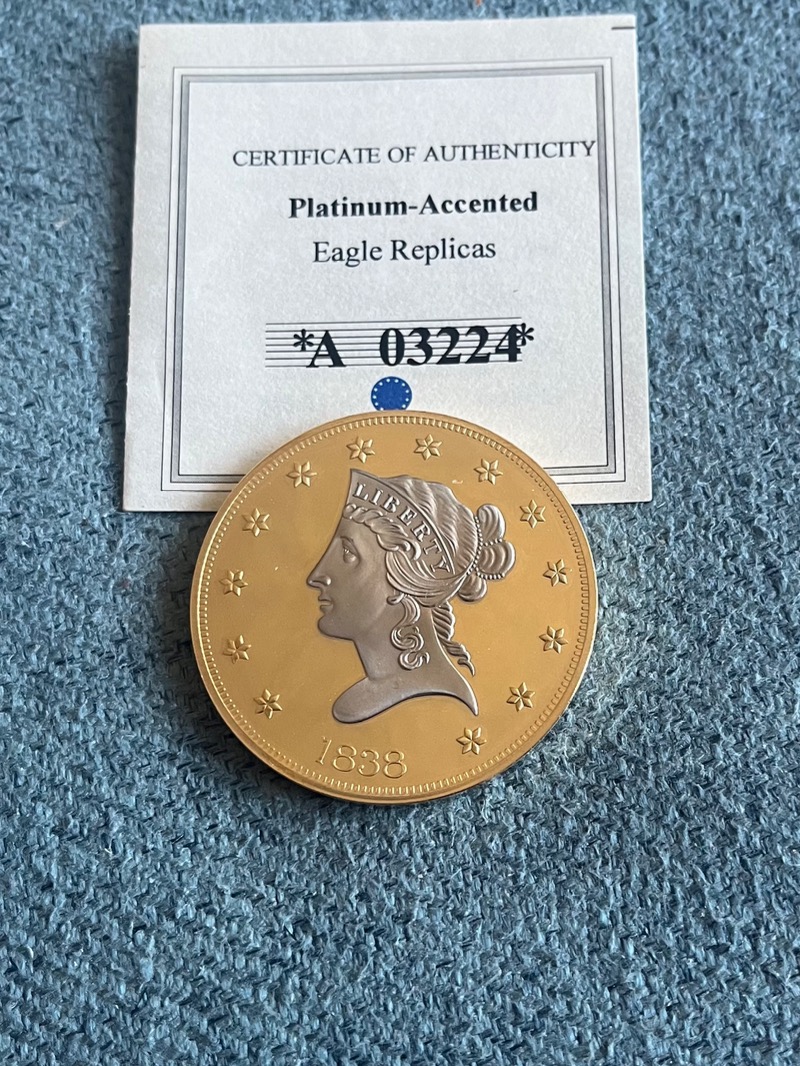 CERTIFICATE OF AUTHENTICITY
Platinum-Accented
Eagle Replicas
*A 03224*
LIBERTY
1838